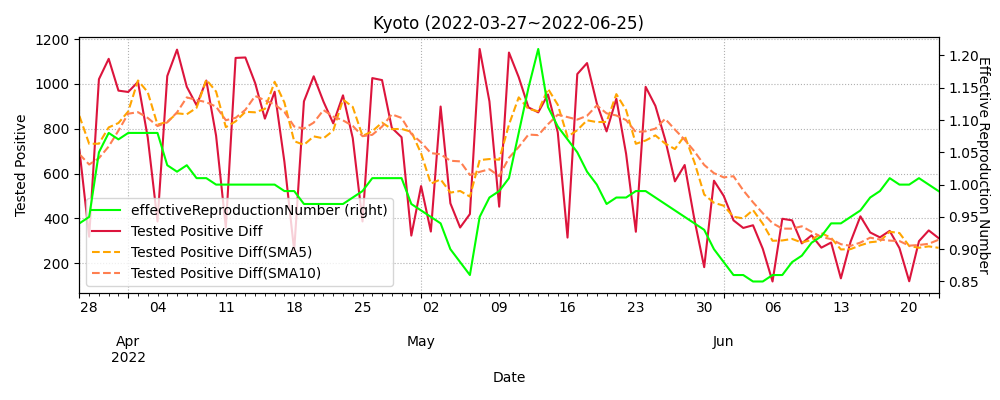 Kyoto (2022-03-27~2022-06-25)
Tested Positive
1200
1000
800
600
400
200
1.20
1.15
1.10
1.05
1.00
0.95
0.90
0.85
Effective Reproduction Number
effectiveReproductionNumber (right)
Tested Positive Diff
Tested Positive Diff(SMA5)
Tested Positive Diff(SMA10)
28 04 11 18 25 02 09 16 23 30 06 13 20
Apr May Jun
2022
Date